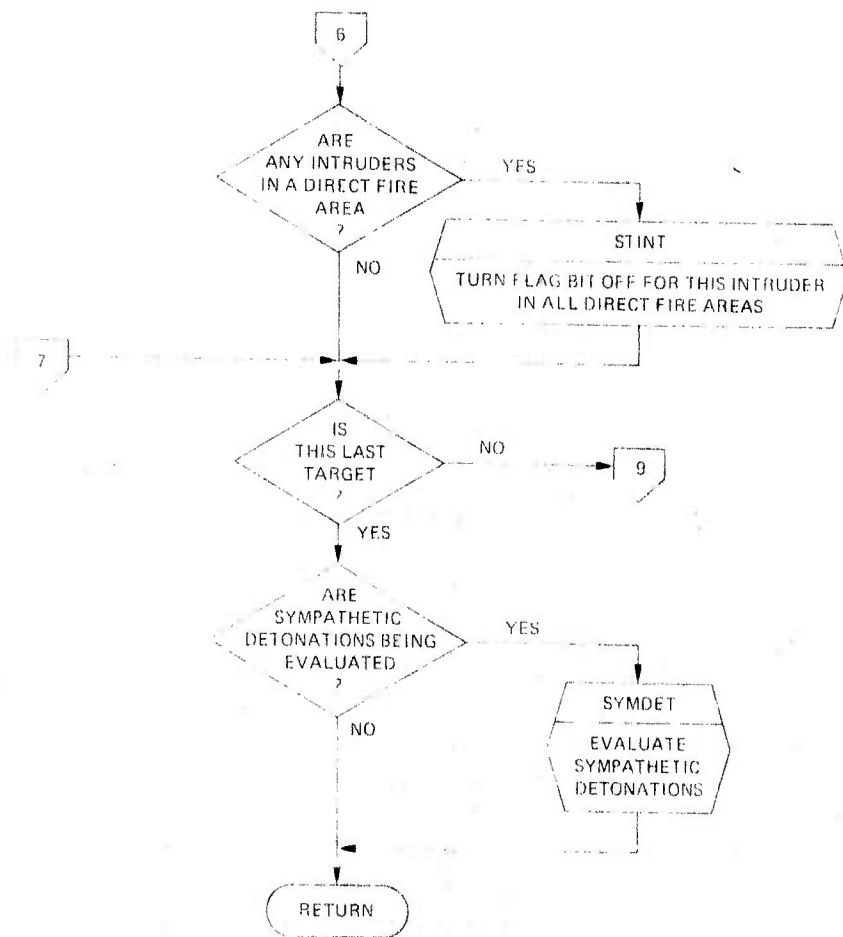 6
ARE
ANY INTRUDERS
IN A DIRECT FIRE
AREA
?
YES
NO
STINT
TURN FLAG BIT OFF FOR THIS INTRUDER
IN ALL DIRECT FIRE AREAS
7
IS
THIS LAST
TARGET
?
NO
9
YES
ARE
SYMPATHETIC
DETONATIONS BEING
EVALUATED
?
YES
NO
SYMDET
EVALUATE
SYMPATHETIC
DETONATIONS
RETURN